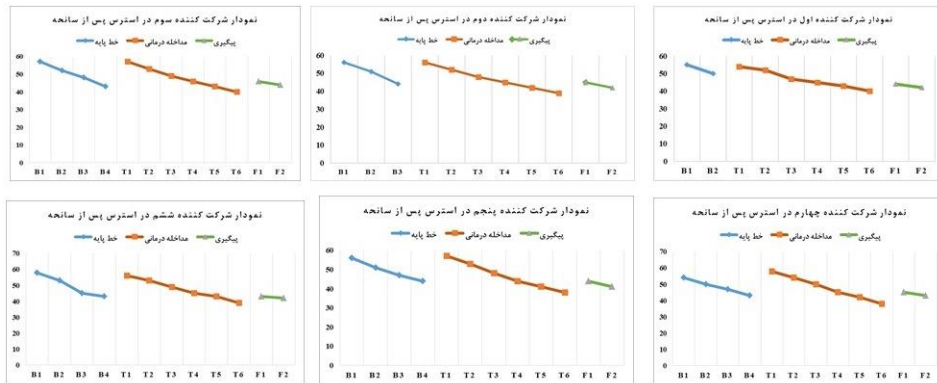 نمودار شرکت کننده اول در استرس پس از سانحه
خط پایه مداخله درمانی پیگیری
60
50
40
30
20
10
0
B1 B2 T1 T2 T3 T4 T5 T6 F1 F2
نمودار شرکت کننده دوم در استرس پس از سانحه
خط پایه مداخله درمانی پیگیری
60
50
40
30
20
10
0
B1 B2 B3 T1 T2 T3 T4 T5 T6 F1 F2
نمودار شرکت کننده سوم در استرس پس از سانحه
خط پایه مداخله درمانی پیگیری
60
50
40
30
20
10
0
B1 B2 B3 B4 T1 T2 T3 T4 T5 T6 F1 F2
نمودار شرکت کننده چهارم در استرس پس از سانحه
خط پایه مداخله درمانی پیگیری
70
60
50
40
30
20
10
0
B1 B2 B3 B4 T1 T2 T3 T4 T5 T6 F1 F2
نمودار شرکت کننده پنجم در استرس پس از سانحه
خط پایه مداخله درمانی پیگیری
60
50
40
30
20
10
0
B1 B2 B3 B4 T1 T2 T3 T4 T5 T6 F1 F2
نمودار شرکت کننده ششم در استرس پس از سانحه
خط پایه مداخله درمانی پیگیری
70
60
50
40
30
20
10
0
B1 B2 B3 B4 T1 T2 T3 T4 T5 T6 F1 F2